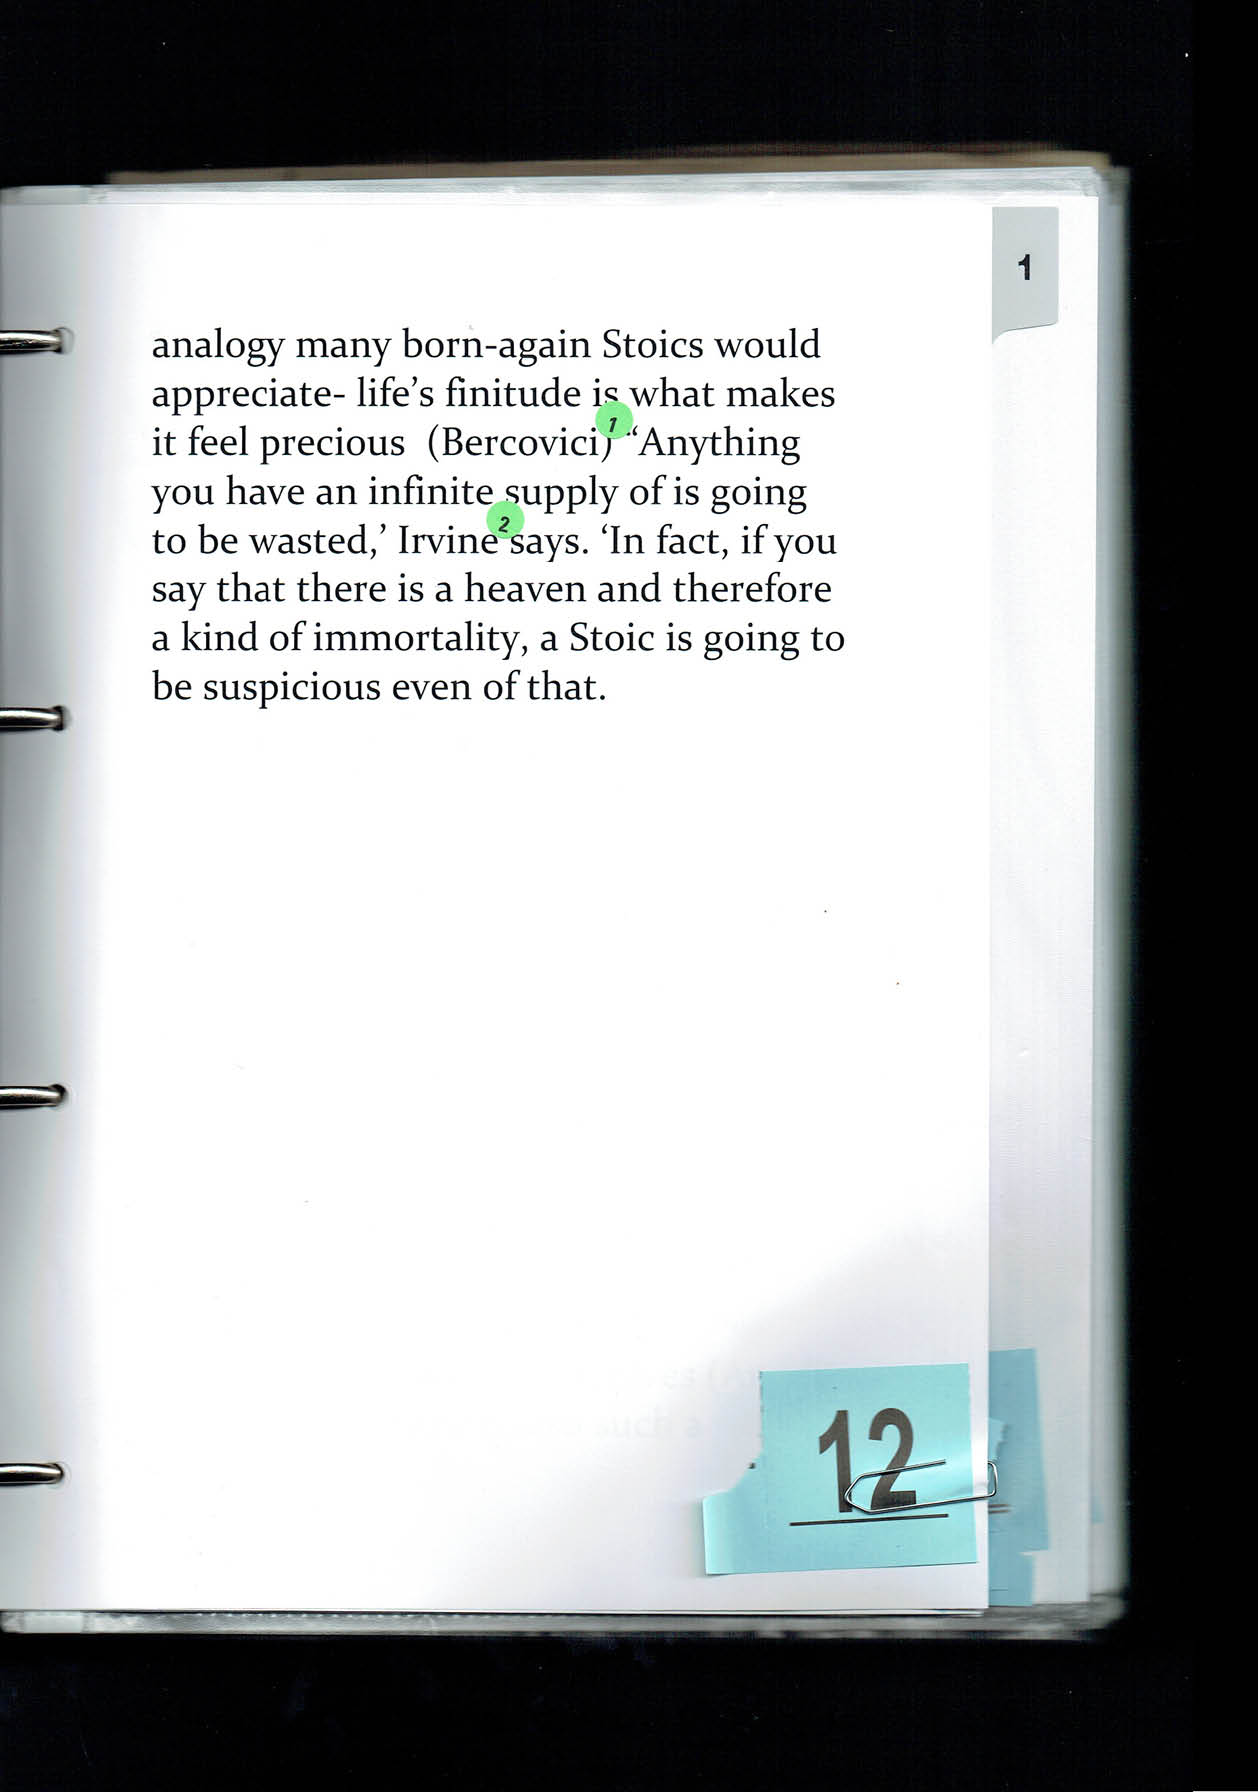 1
analogy many born-again Stoics would
appreciate- life’s finitude is what makes
it feel precious  (Bercovici) 1 “Anything
you have an infinite supply of is going
to be wasted,’ Irvine 2 says. ‘In fact, if you
say that there is a heaven and therefore
a kind of immortality, a Stoic is going to
be suspicious even of that.
such a
12